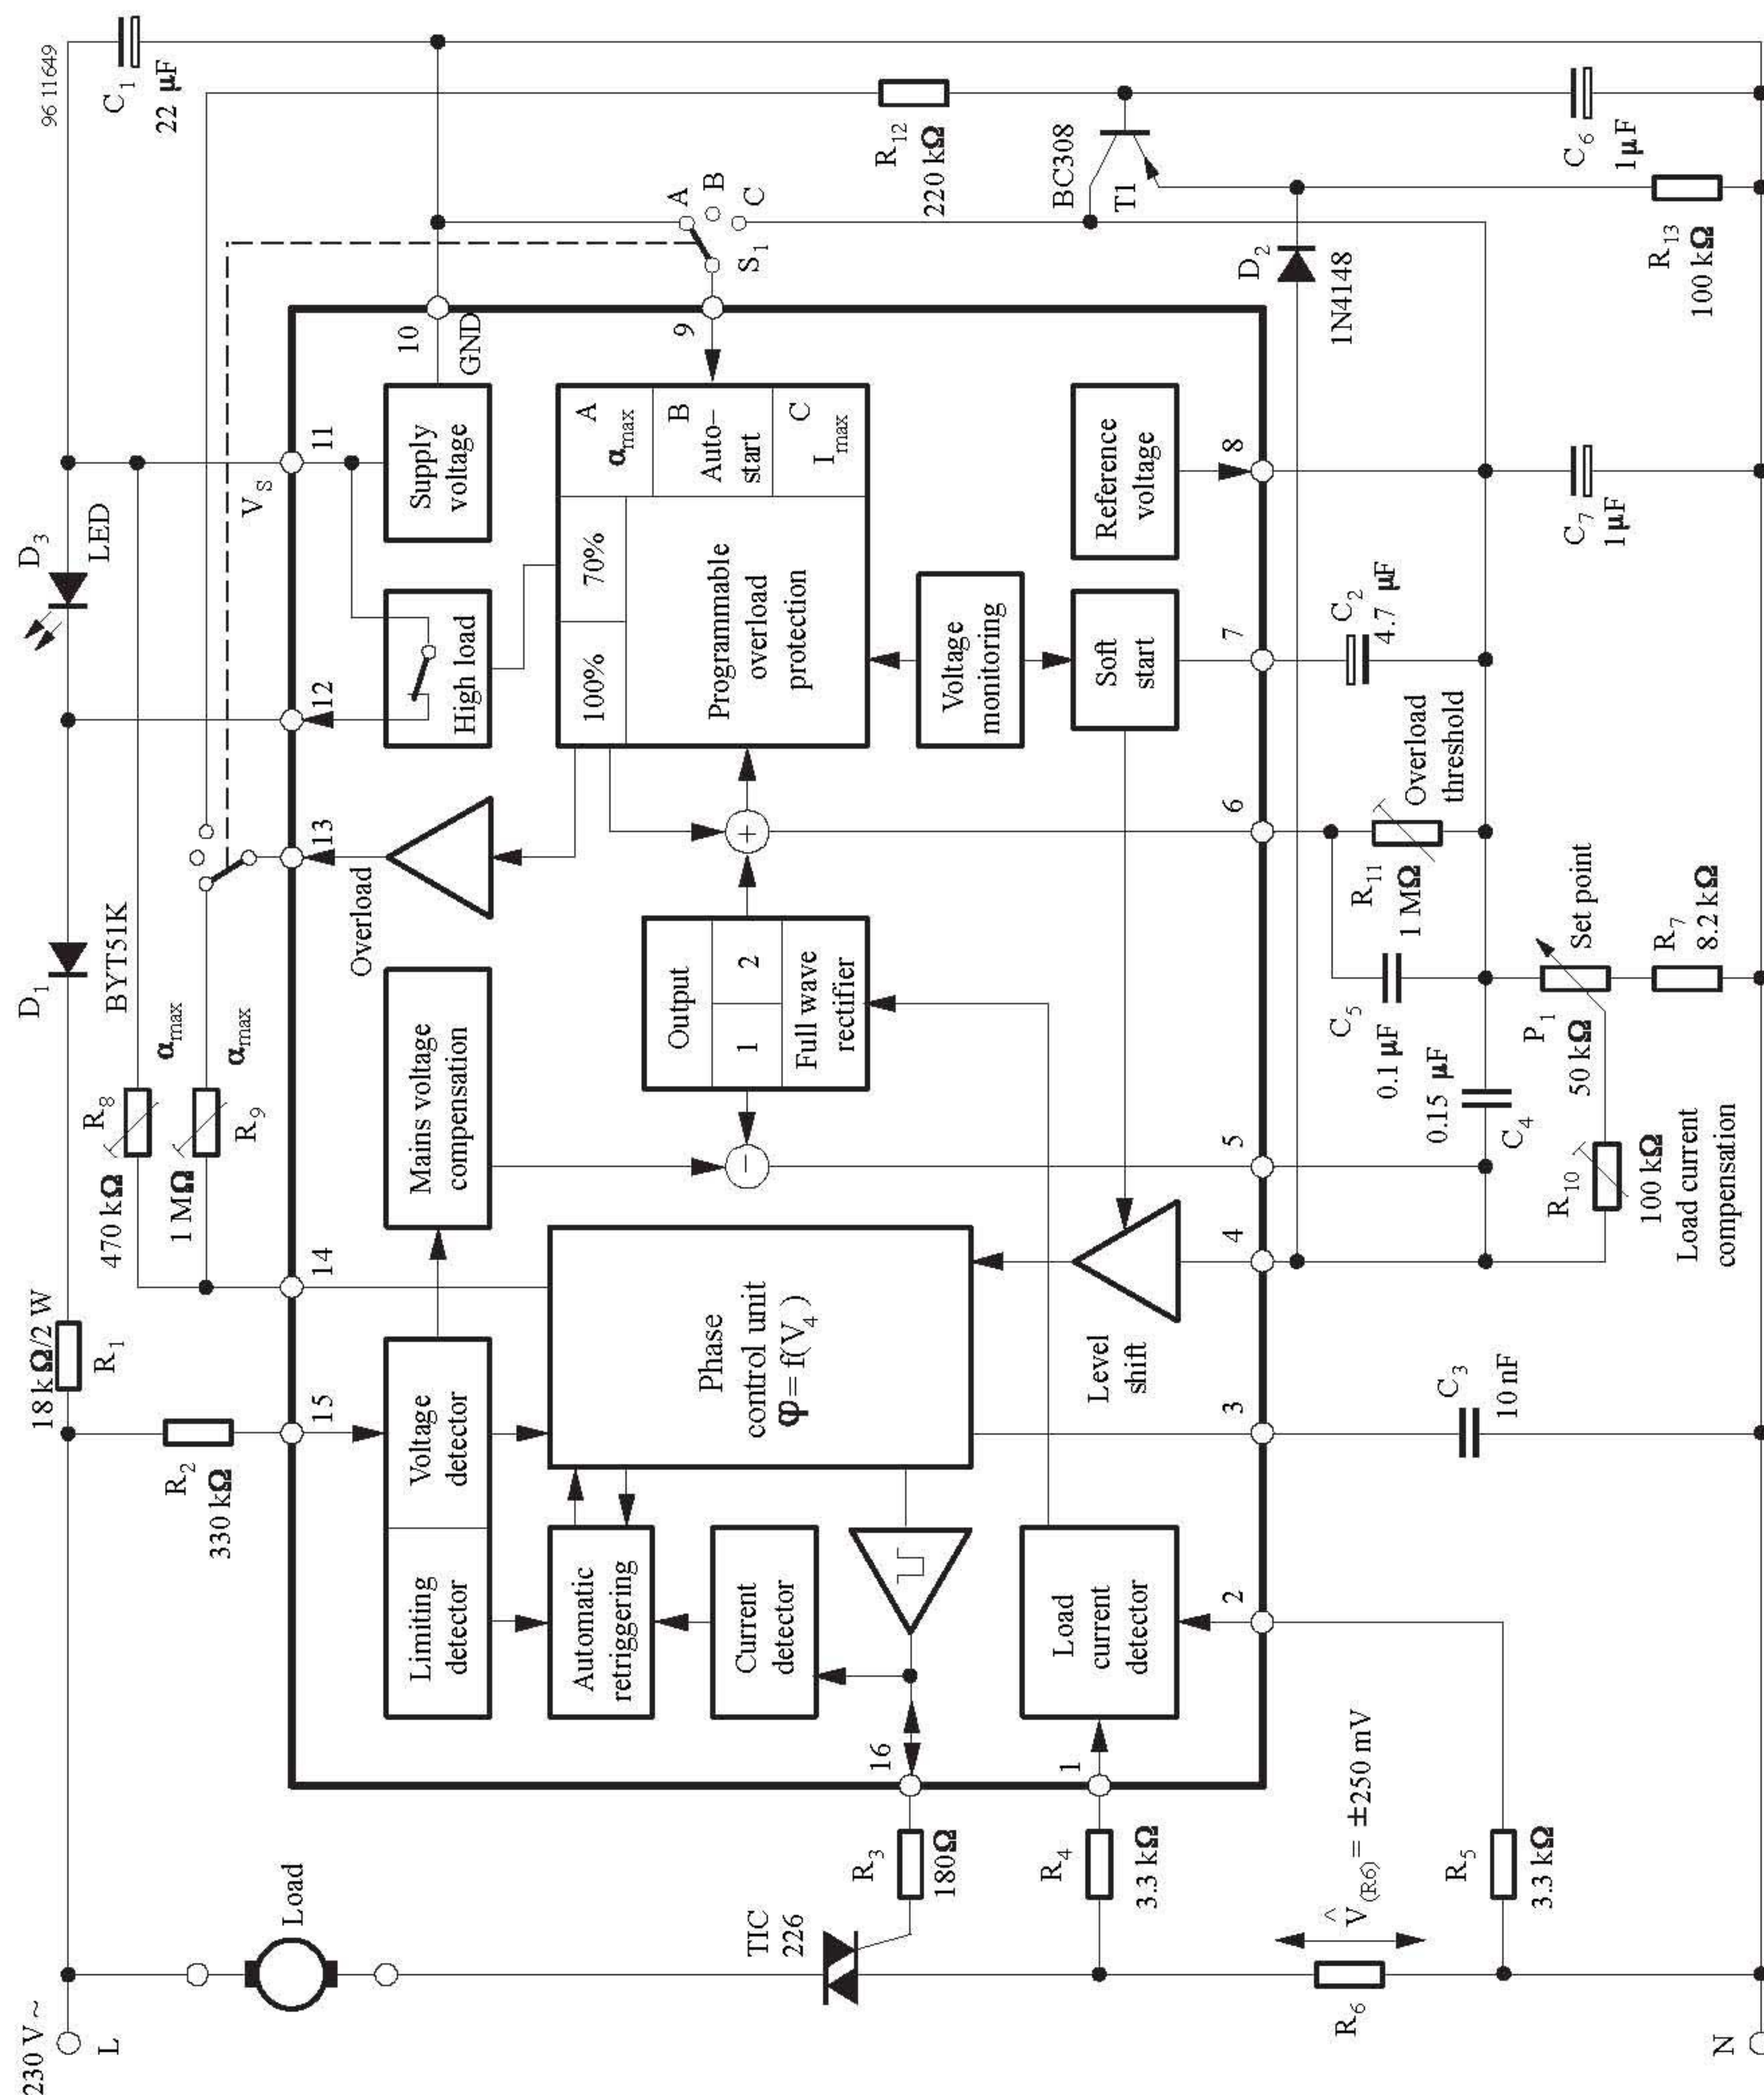 230 V ~
L
Load
18 kΩ/2 W
R1
D1
BYT51K
D3
LED
96 11649
C1
22 μF
R2
330 kΩ
470 kΩ
R8
αmax
1 MΩ
R9
αmax
VS
15
14
13
12
11
10
GND
Overload
Limiting
detector
Voltage
detector
Mains voltage
compensation
High load
Supply
voltage
Automatic
retriggering
Phase
control unit
φ = f(V4)
Output
1
2
Full wave
rectifier
100%
70%
A
αmax
B
Auto–
start
C
Imax
Programmable
overload
protection
9
A
B
C
S1
Current
detector
Load
current
detector
Level
shift
Voltage
monitoring
Soft
start
Reference
voltage
16
1
2
3
4
5
6
7
8
–
+
TIC
226
R3
180Ω
R4
3.3 kΩ
V̂(R6) = ±250 mV
R6
R5
3.3 kΩ
C3
10 nF
R10
100 kΩ
Load current
compensation
0.15 μF
C4
C5
0.1 μF
R11
1 MΩ
Overload
threshold
P1
50 kΩ
Set point
R7
8.2 kΩ
C2
4.7 μF
C7
1μF
D2
1N4148
R12
220 kΩ
BC308
T1
C6
1μF
R13
100 kΩ
N